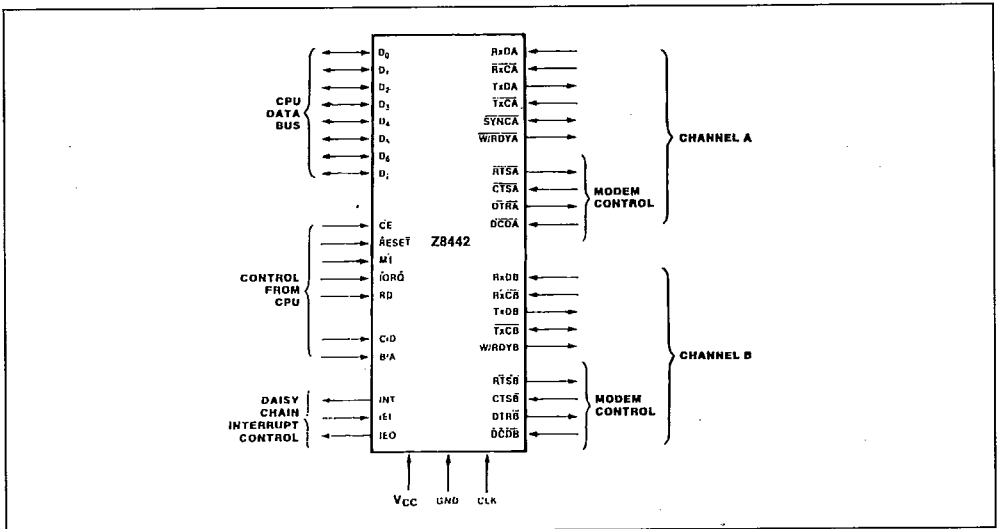 CPU
DATA
BUS
D0
D1
D2
D3
D4
D5
D6
D7
CONTROL
FROM
CPU
CE
RESET
M1
IORQ
RD
C/D
B/A
DAISY
CHAIN
INTERRUPT
CONTROL
INT
IEI
IEO
Z8442
RxDA
RxCA
TxDA
TxCA
SYNCA
W/RDYA
RTSA
CTSA
DTRA
DCDA
MODEM
CONTROL
CHANNEL A
RxDB
RxCB
TxDB
TxCB
W/RDYB
RTSB
CTSB
DTRB
DCDB
MODEM
CONTROL
CHANNEL B
VCC GND CLK